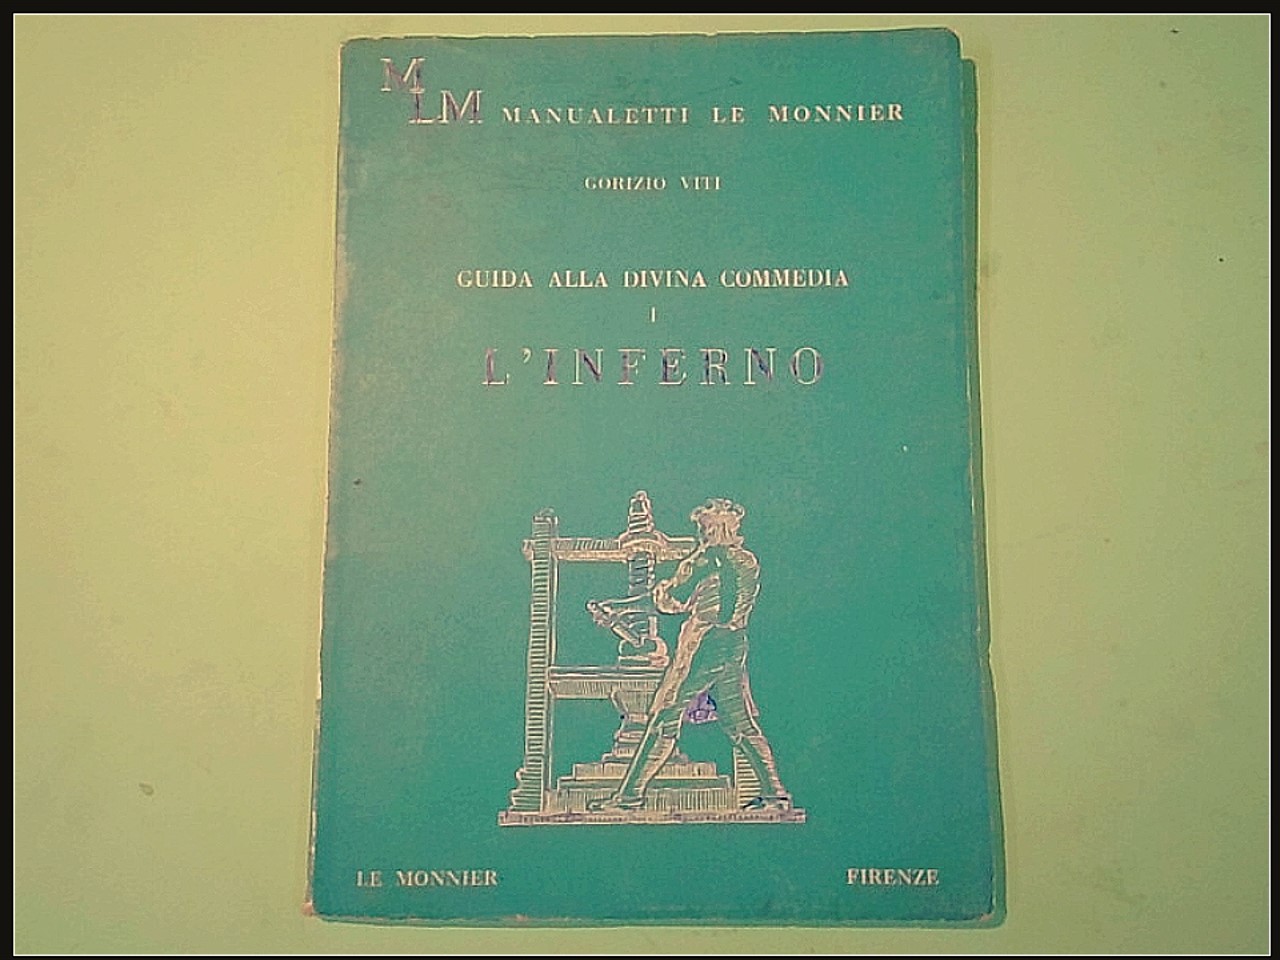 MLM MANUALETTI LE MONNIER
GORIZIO VITI
GUIDA ALLA DIVINA COMMEDIA
I
L'INFERNO
LE MONNIER FIRENZE